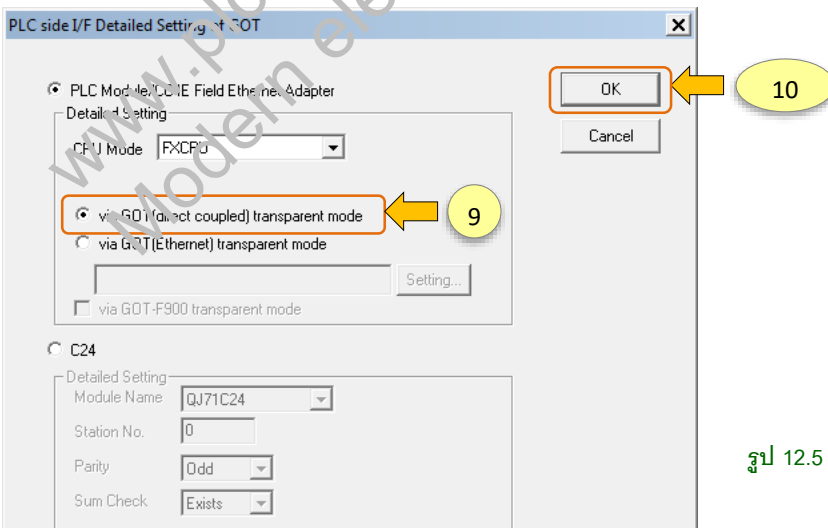 PLC side I/F Detailed Setting of GOT
PLC Module/CC IE Field Ethernet Adapter
OK
10
Detailed Setting
Cancel
CPU Mode FXCPU
via GOT(direct coupled) transparent mode
9
via GOT(Ethernet) transparent mode
Setting...
via GOT-F900 transparent mode
C24
Detailed Setting
Module Name QJ71C24
Station No. 0
Parity Odd
Sum Check Exists
รูป 12.5
Modern